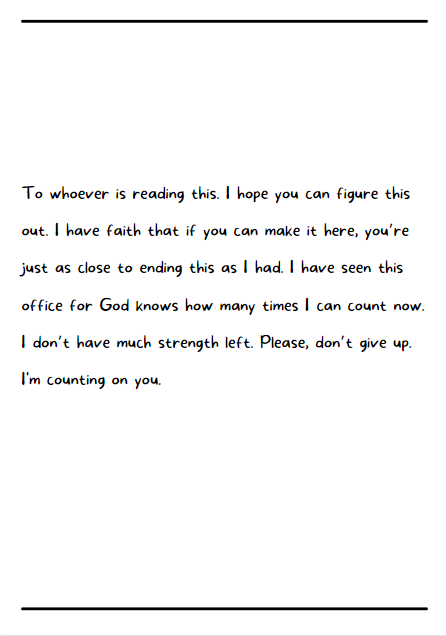 To whoever is reading this. I hope you can figure this
out. I have faith that if you can make it here, you're
just as close to ending this as I had. I have seen this
office for God knows how many times I can count now.
I don't have much strength left. Please, don't give up.
I'm counting on you.